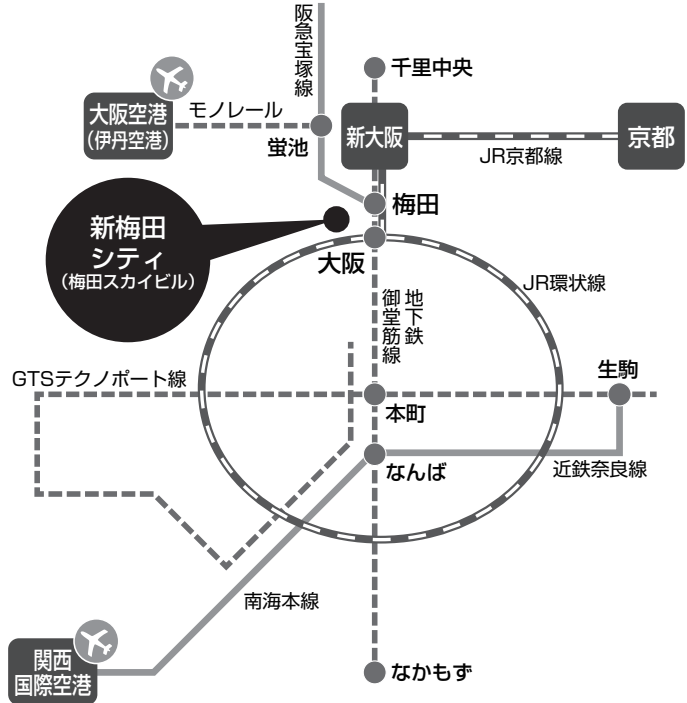 阪急宝塚線
千里中央
大阪空港
（伊丹空港）
モノレール
蛍池
新大阪
JR京都線
京都
梅田
新梅田
シティ
（梅田スカイビル）
大阪
JR環状線
地下鉄
御堂筋線
GTSテクノポート線
生駒
本町
なんば
近鉄奈良線
南海本線
関西
国際空港
なかもず